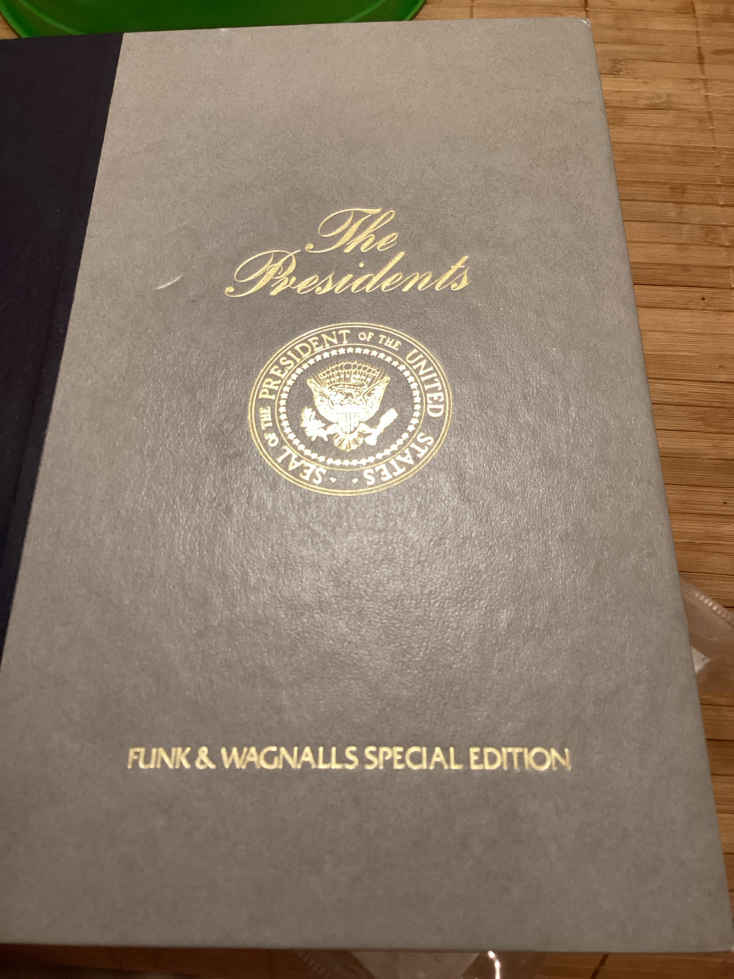 The
Presidents
SEAL OF THE PRESIDENT OF THE UNITED STATES
FUNK & WAGNALLS SPECIAL EDITION